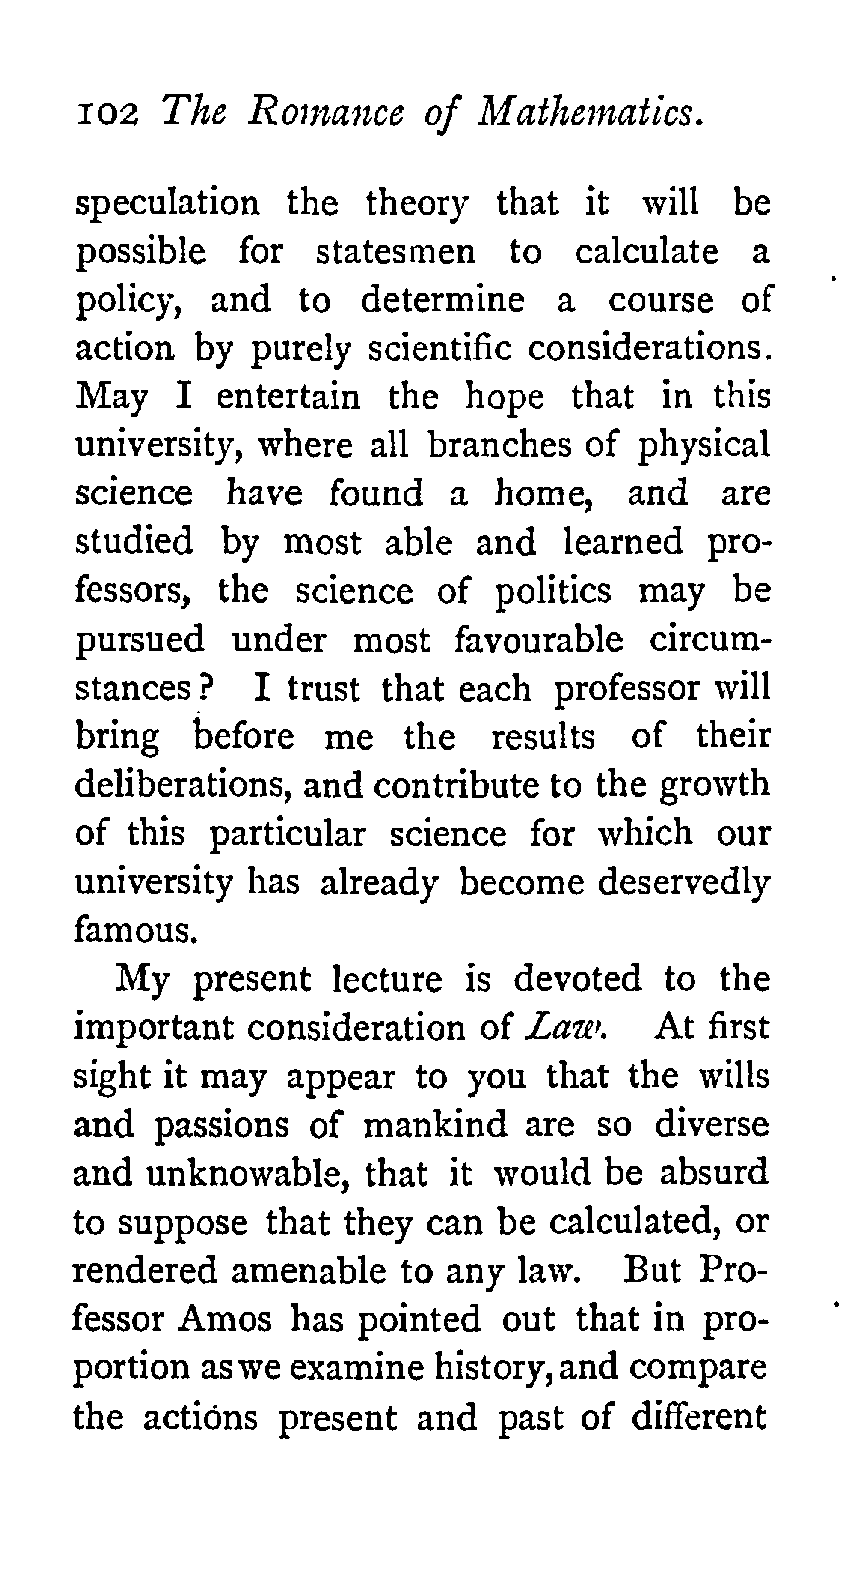 102 The Romance of Mathematics.
speculation the theory that it will be
possible for statesmen to calculate a
policy, and to determine a course of
action by purely scientific considerations.
May I entertain the hope that in this
university, where all branches of physical
science have found a home, and are
studied by most able and learned pro-
fessors, the science of politics may be
pursued under most favourable circum-
stances? I trust that each professor will
bring before me the results of their
deliberations, and contribute to the growth
of this particular science for which our
university has already become deservedly
famous.
My present lecture is devoted to the
important consideration of Law. At first
sight it may appear to you that the wills
and passions of mankind are so diverse
and unknowable, that it would be absurd
to suppose that they can be calculated, or
rendered amenable to any law. But Pro-
fessor Amos has pointed out that in pro-
portion as we examine history, and compare
the actions present and past of different